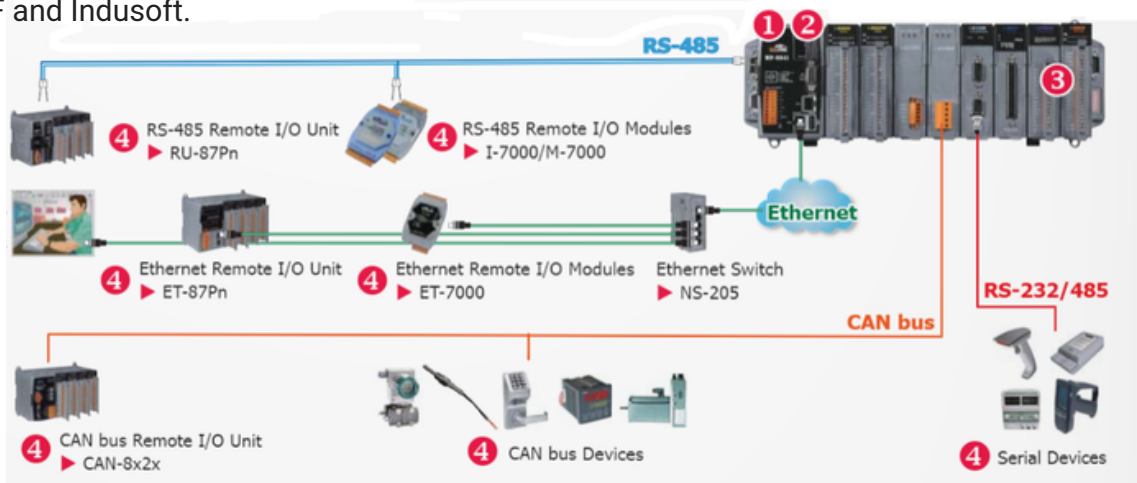 and Indusoft.
1 2
RS-485
3
4 RS-485 Remote I/O Unit
▶ RU-87Pn
4 RS-485 Remote I/O Modules
▶ I-7000/M-7000
Ethernet
4 Ethernet Remote I/O Unit
▶ ET-87Pn
4 Ethernet Remote I/O Modules
▶ ET-7000
Ethernet Switch
▶ NS-205
RS-232/485
CAN bus
4 CAN bus Remote I/O Unit
▶ CAN-8x2x
4 CAN bus Devices
4 Serial Devices